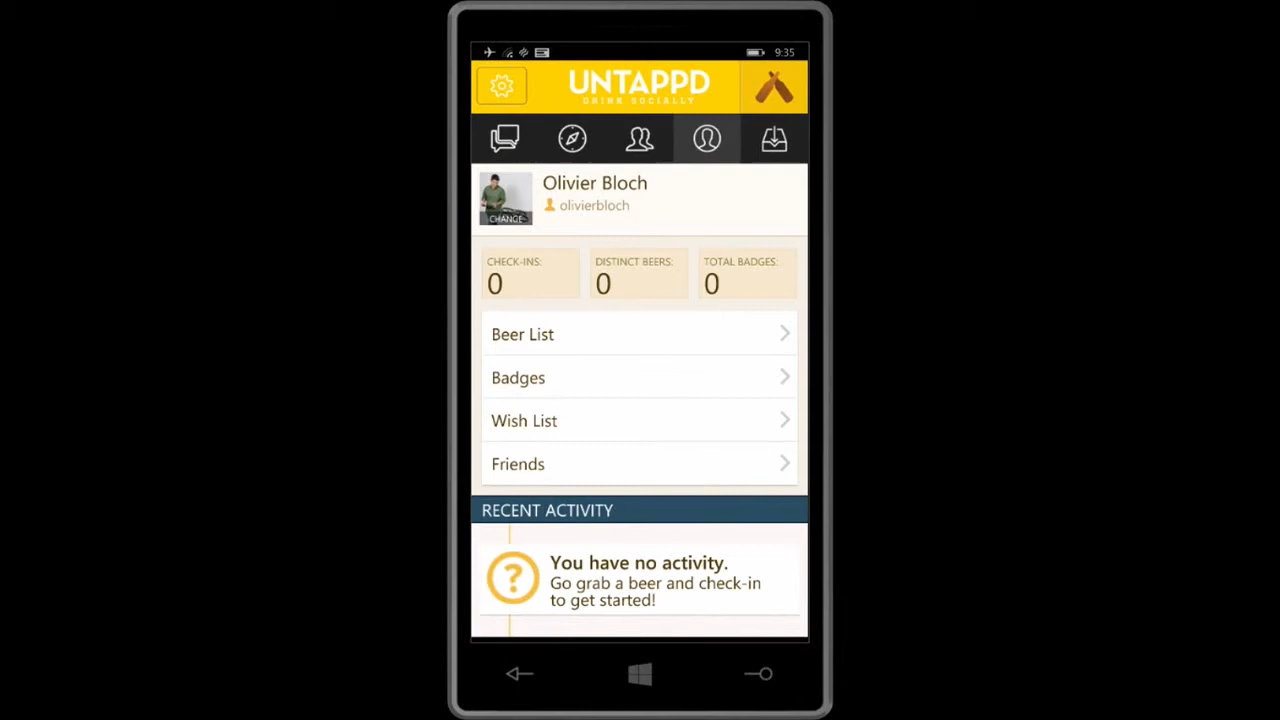 9:35
UNTAPPD
DRINK SOCIALLY
Olivier Bloch
olivierbloch
CHANGE
CHECK-INS: DISTINCT BEERS: TOTAL BADGES:
0 0 0
Beer List
Badges
Wish List
Friends
RECENT ACTIVITY
You have no activity.
Go grab a beer and check-in
to get started!